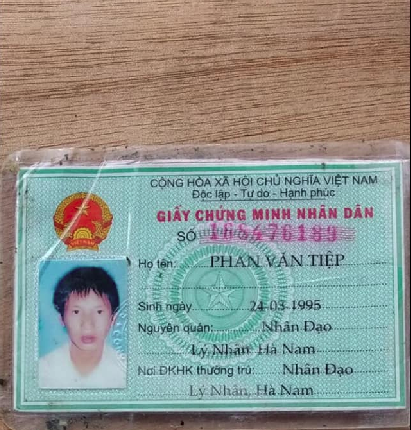 CỘNG HÒA XÃ HỘI CHỦ NGHĨA VIỆT NAM
Độc lập - Tự do - Hạnh phúc
GIẤY CHỨNG MINH NHÂN DÂN
SỐ 168476189
Họ tên: PHAN VĂN TIỆP
Sinh ngày 24-03-1995
Nguyên quán: Nhân Đạo
Lý Nhân, Hà Nam
Nơi ĐKHK thường trú: Nhân Đạo
Lý Nhân, Hà Nam